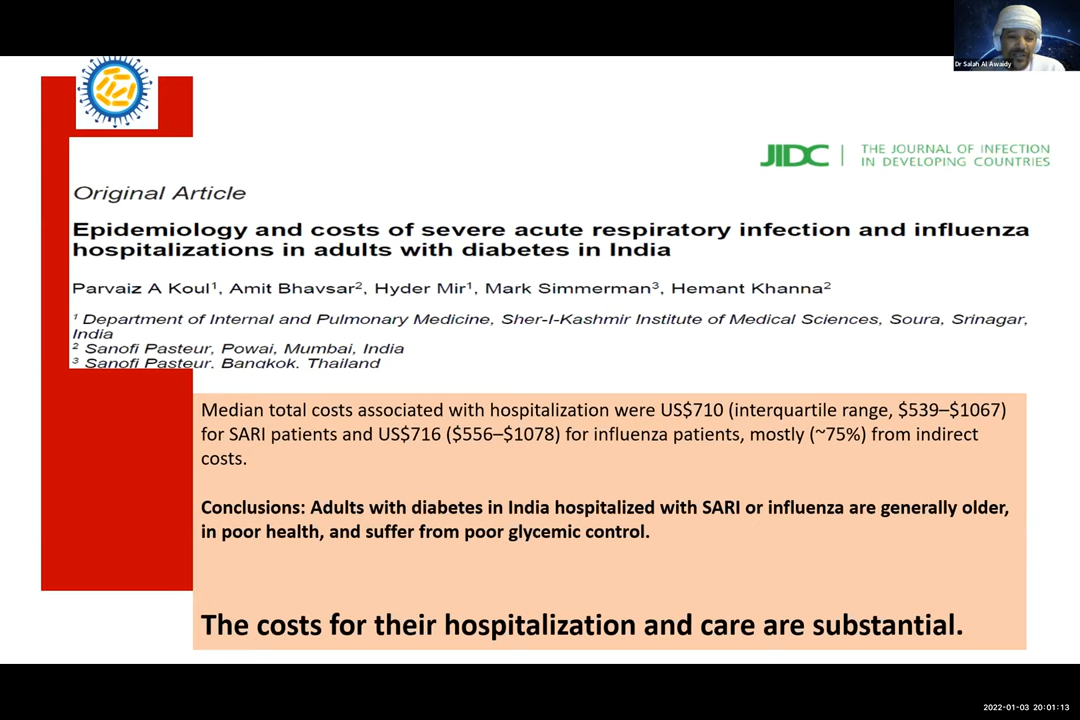 Dr Salah Al Awaidy
JIDC
THE JOURNAL OF INFECTION
IN DEVELOPING COUNTRIES
Original Article
Epidemiology and costs of severe acute respiratory infection and influenza
hospitalizations in adults with diabetes in India
Parvaiz A Koul¹, Amit Bhavsar², Hyder Mir¹, Mark Simmerman³, Hemant Khanna²
¹ Department of Internal and Pulmonary Medicine, Sher-I-Kashmir Institute of Medical Sciences, Soura, Srinagar,
India
² Sanofi Pasteur, Powai, Mumbai, India
³ Sanofi Pasteur, Bangkok, Thailand
Median total costs associated with hospitalization were US$710 (interquartile range, $539–$1067)
for SARI patients and US$716 ($556–$1078) for influenza patients, mostly (~75%) from indirect
costs.
Conclusions: Adults with diabetes in India hospitalized with SARI or influenza are generally older,
in poor health, and suffer from poor glycemic control.
The costs for their hospitalization and care are substantial.
2022-01-03 20:01:13